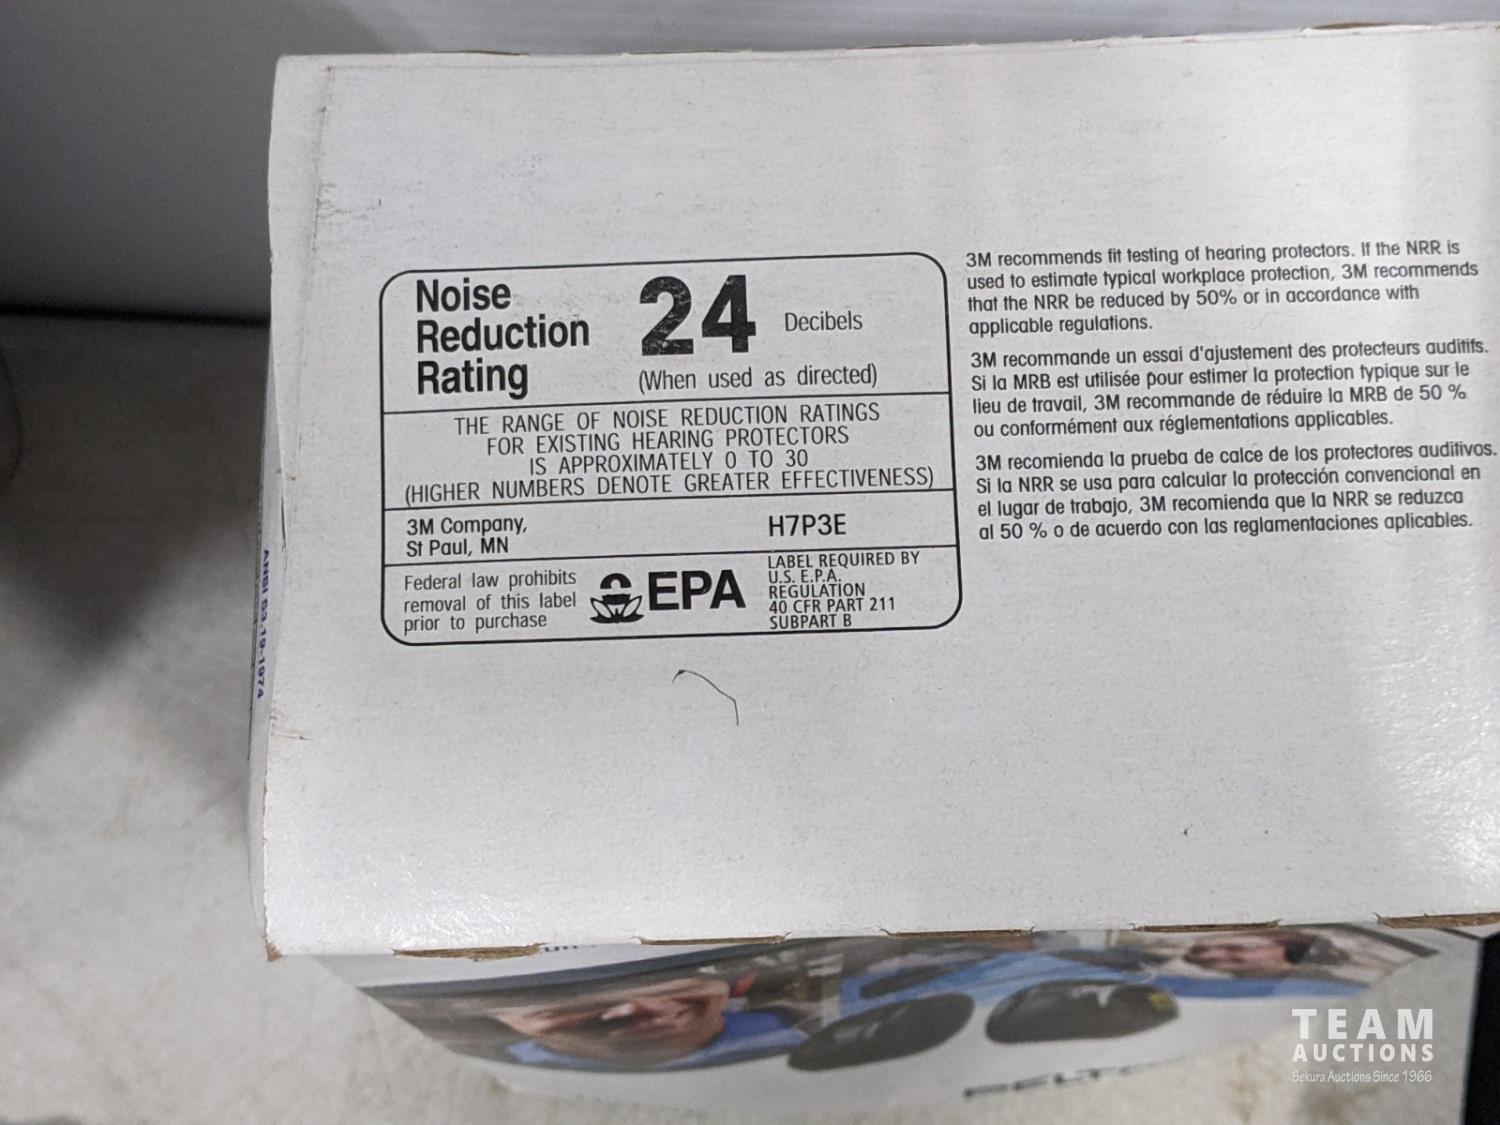 Noise
Reduction
Rating
24 Decibels
(When used as directed)
THE RANGE OF NOISE REDUCTION RATINGS
FOR EXISTING HEARING PROTECTORS
IS APPROXIMATELY 0 TO 30
(HIGHER NUMBERS DENOTE GREATER EFFECTIVENESS)
3M Company,
St Paul, MN
H7P3E
Federal law prohibits
removal of this label
prior to purchase
EPA
LABEL REQUIRED BY
U.S. E.P.A.
REGULATION
40 CFR PART 211
SUBPART B
3M recommends fit testing of hearing protectors. If the NRR is
used to estimate typical workplace protection, 3M recommends
that the NRR be reduced by 50% or in accordance with
applicable regulations.
3M recommande un essai d'ajustement des protecteurs auditifs.
Si la MRB est utilisée pour estimer la protection typique sur le
lieu de travail, 3M recommande de réduire la MRB de 50 %
ou conformément aux réglementations applicables.
3M recomienda la prueba de calce de los protectores auditivos.
Si la NRR se usa para calcular la protección convencional en
el lugar de trabajo, 3M recomienda que la NRR se reduzca
al 50 % o de acuerdo con las reglamentaciones aplicables.
ANSI S3.19-1974
TEAM
AUCTIONS
Sekura Auctions Since 1966